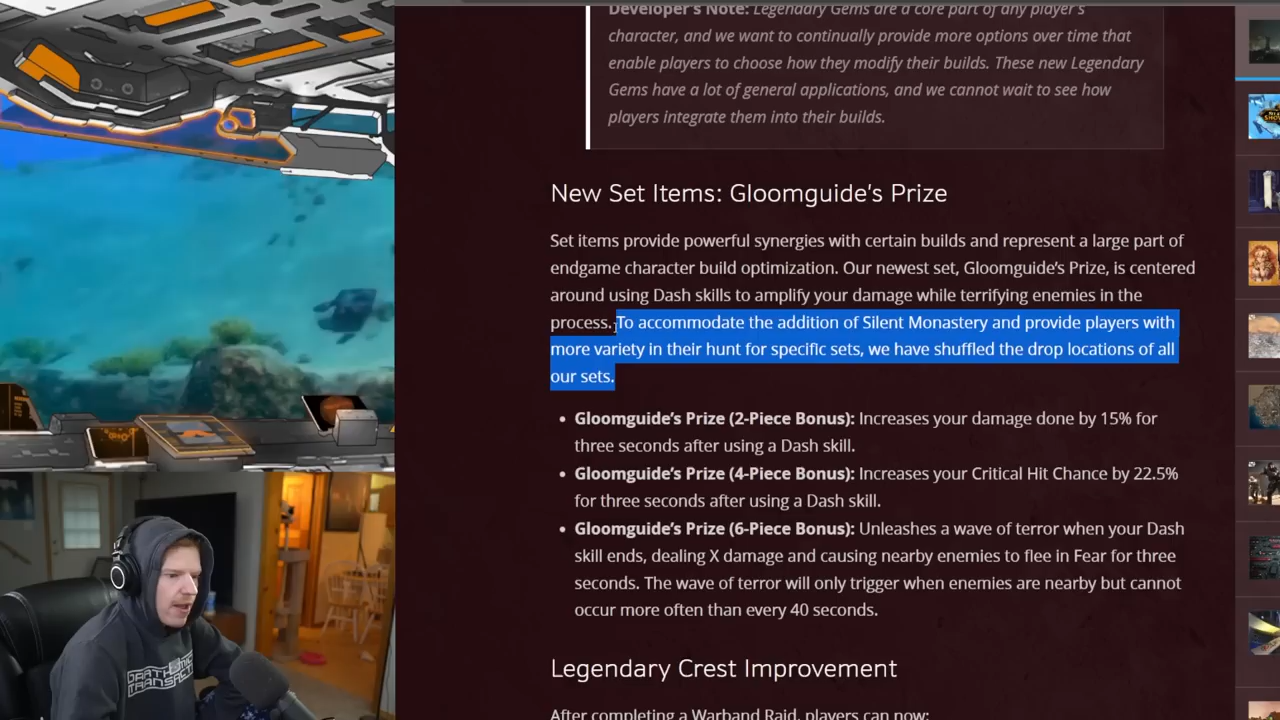 Developer's Note: Legendary Gems are a core part of any player's
character, and we want to continually provide more options over time that
enable players to choose how they modify their builds. These new Legendary
Gems have a lot of general applications, and we cannot wait to see how
players integrate them into their builds.
New Set Items: Gloomguide's Prize
Set items provide powerful synergies with certain builds and represent a large part of
endgame character build optimization. Our newest set, Gloomguide's Prize, is centered
around using Dash skills to amplify your damage while terrifying enemies in the
process. To accommodate the addition of Silent Monastery and provide players with
more variety in their hunt for specific sets, we have shuffled the drop locations of all
our sets.
• Gloomguide's Prize (2-Piece Bonus): Increases your damage done by 15% for
three seconds after using a Dash skill.
• Gloomguide's Prize (4-Piece Bonus): Increases your Critical Hit Chance by 22.5%
for three seconds after using a Dash skill.
• Gloomguide's Prize (6-Piece Bonus): Unleashes a wave of terror when your Dash
skill ends, dealing X damage and causing nearby enemies to flee in Fear for three
seconds. The wave of terror will only trigger when enemies are nearby but cannot
occur more often than every 40 seconds.
Legendary Crest Improvement
After completing a Warband Raid, players can now: